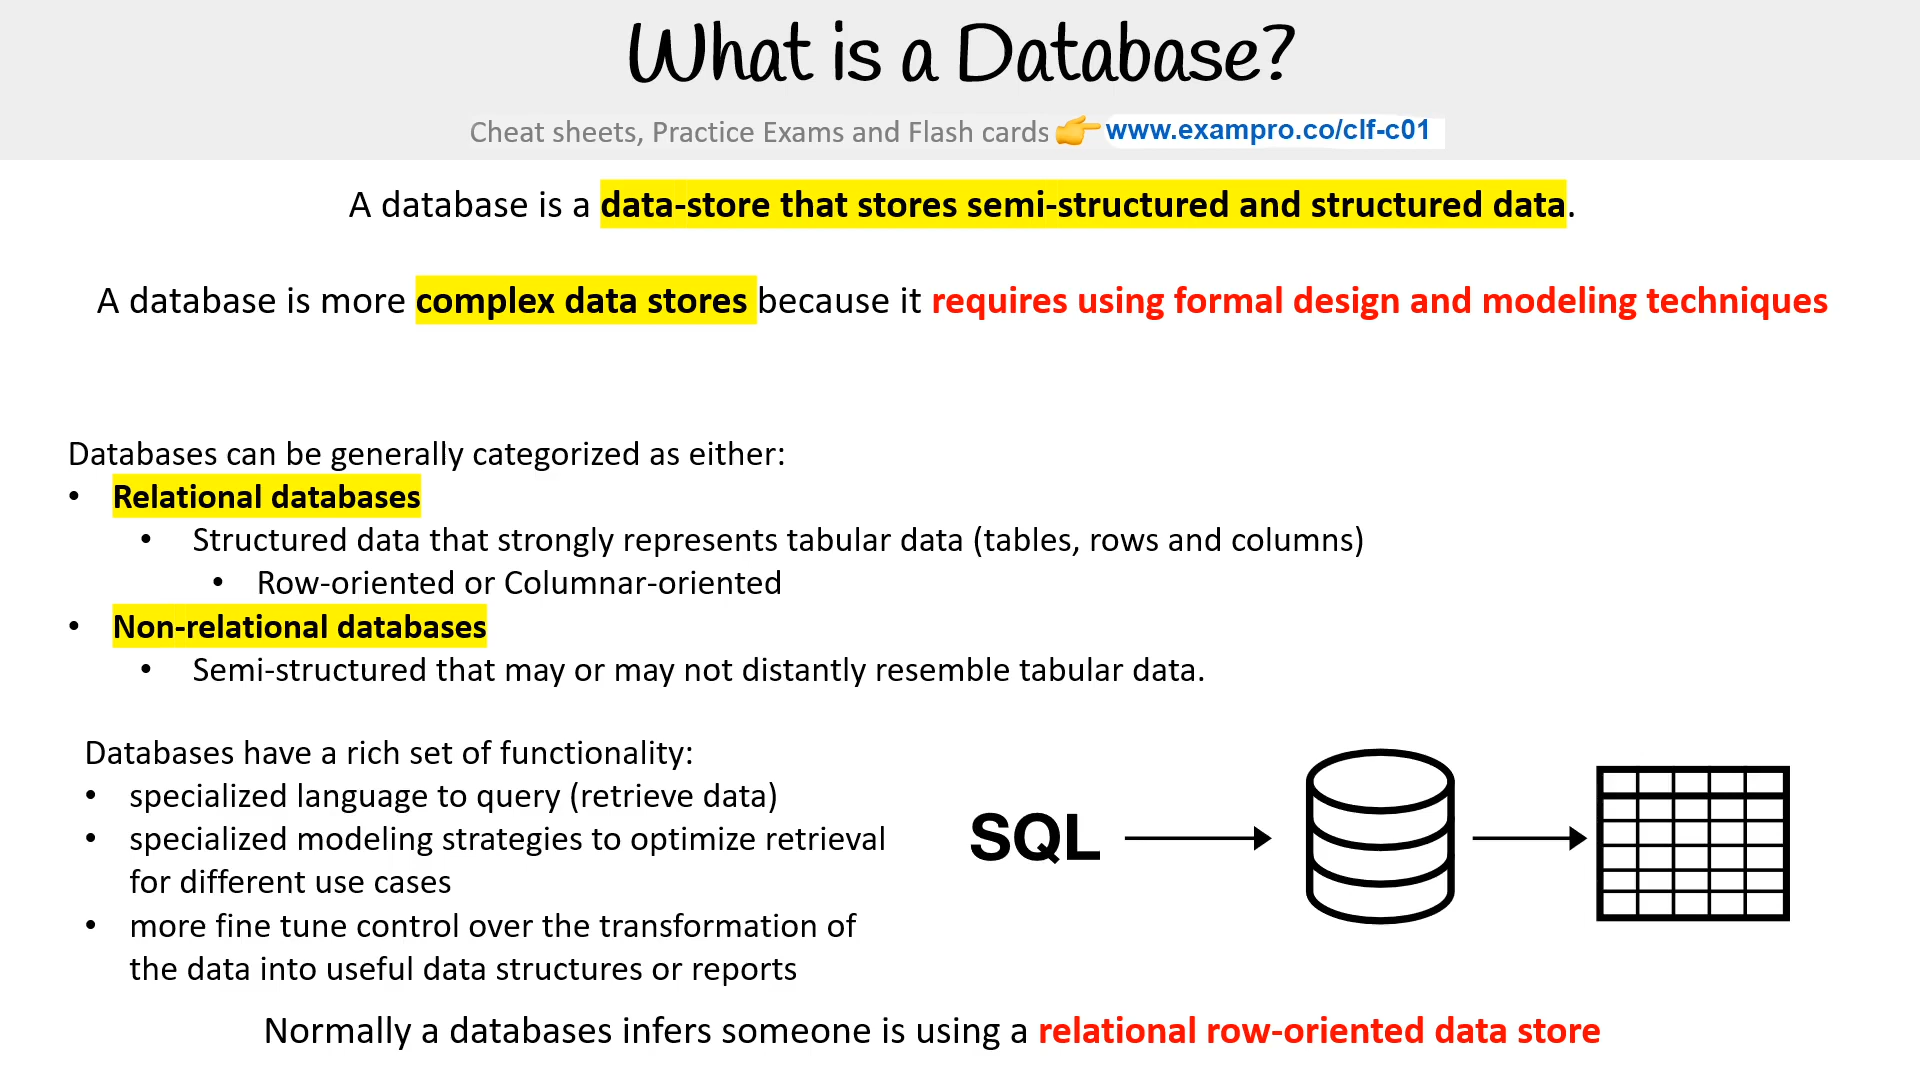 What is a Database?
Cheat sheets, Practice Exams and Flash cards 👉 www.exampro.co/clf-c01
A database is a data-store that stores semi-structured and structured data.
A database is more complex data stores because it requires using formal design and modeling techniques
Databases can be generally categorized as either:
• Relational databases
• Structured data that strongly represents tabular data (tables, rows and columns)
• Row-oriented or Columnar-oriented
• Non-relational databases
• Semi-structured that may or may not distantly resemble tabular data.
Databases have a rich set of functionality:
• specialized language to query (retrieve data)
• specialized modeling strategies to optimize retrieval
for different use cases
• more fine tune control over the transformation of
the data into useful data structures or reports
SQL
Normally a databases infers someone is using a relational row-oriented data store